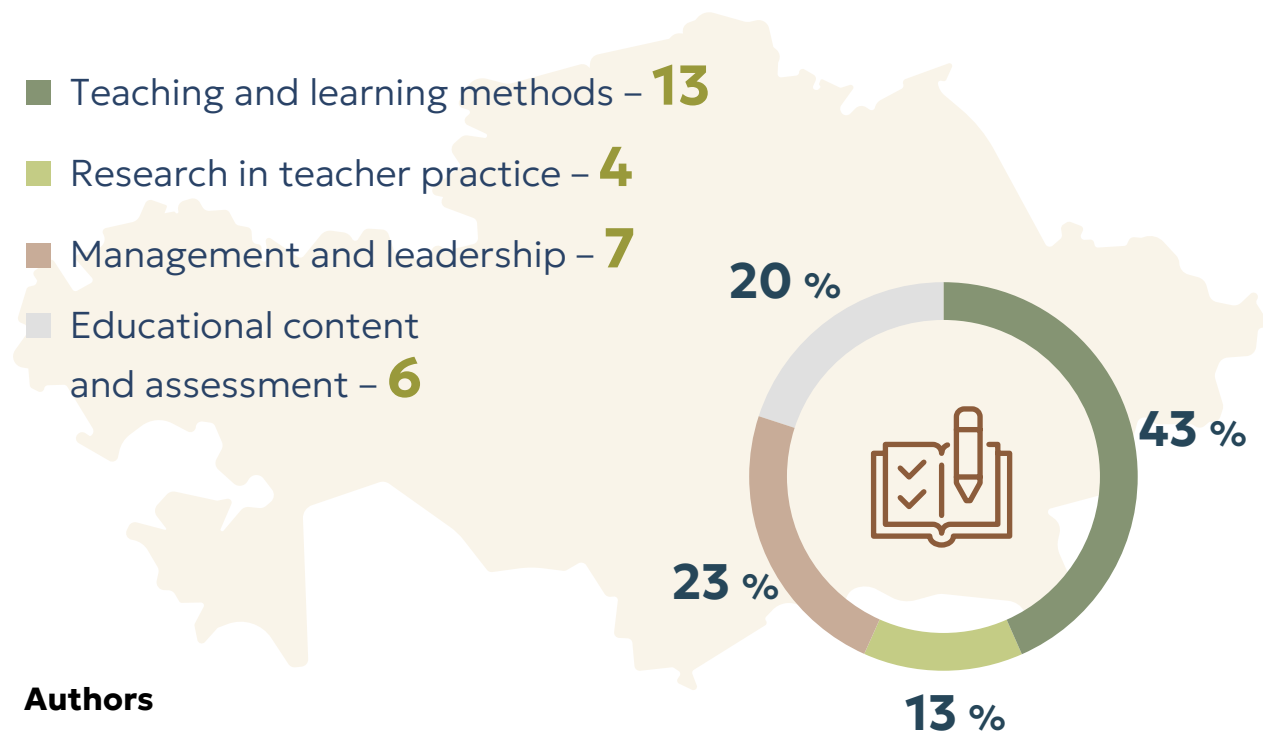 Teaching and learning methods – 13
Research in teacher practice – 4
Management and leadership – 7
Educational content
and assessment – 6
20 %
43 %
23 %
13 %
Authors